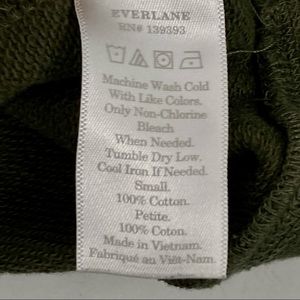 EVERLANE
RN# 139393
Machine Wash Cold
With Like Colors.
Only Non-Chlorine
Bleach
When Needed.
Tumble Dry Low.
Cool Iron If Needed.
Small.
100% Cotton.
Petite.
100% Coton.
Made in Vietnam.
Fabriqué au Viêt-Nam.